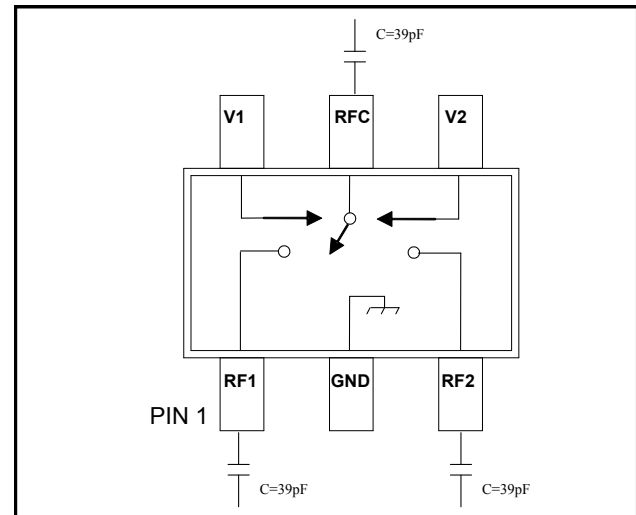 C=39pF
V1
RFC
V2
RF1
GND
RF2
PIN 1
C=39pF
C=39pF